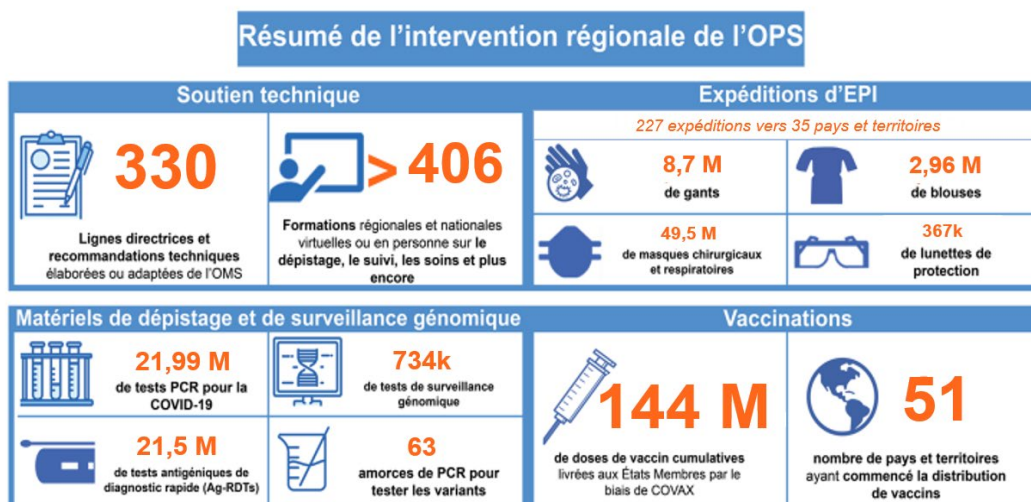 Résumé de l'intervention régionale de l'OPS
Soutien technique
330
Lignes directrices et
recommandations techniques
élaborées ou adaptées de l'OMS
> 406
Formations régionales et nationales
virtuelles ou en personne sur le
dépistage, le suivi, les soins et plus
encore
Expéditions d'EPI
227 expéditions vers 35 pays et territoires
8,7 M
de gants
2,96 M
de blouses
49,5 M
de masques chirurgicaux
et respiratoires
367k
de lunettes de
protection
Matériels de dépistage et de surveillance génomique
21,99 M
de tests PCR pour la
COVID-19
734k
de tests de surveillance
génomique
21,5 M
de tests antigéniques de
diagnostic rapide (Ag-RDTs)
63
amorces de PCR pour
tester les variants
Vaccinations
144 M
de doses de vaccin cumulatives
livrées aux États Membres par le
biais de COVAX
51
nombre de pays et territoires
ayant commencé la distribution
de vaccins